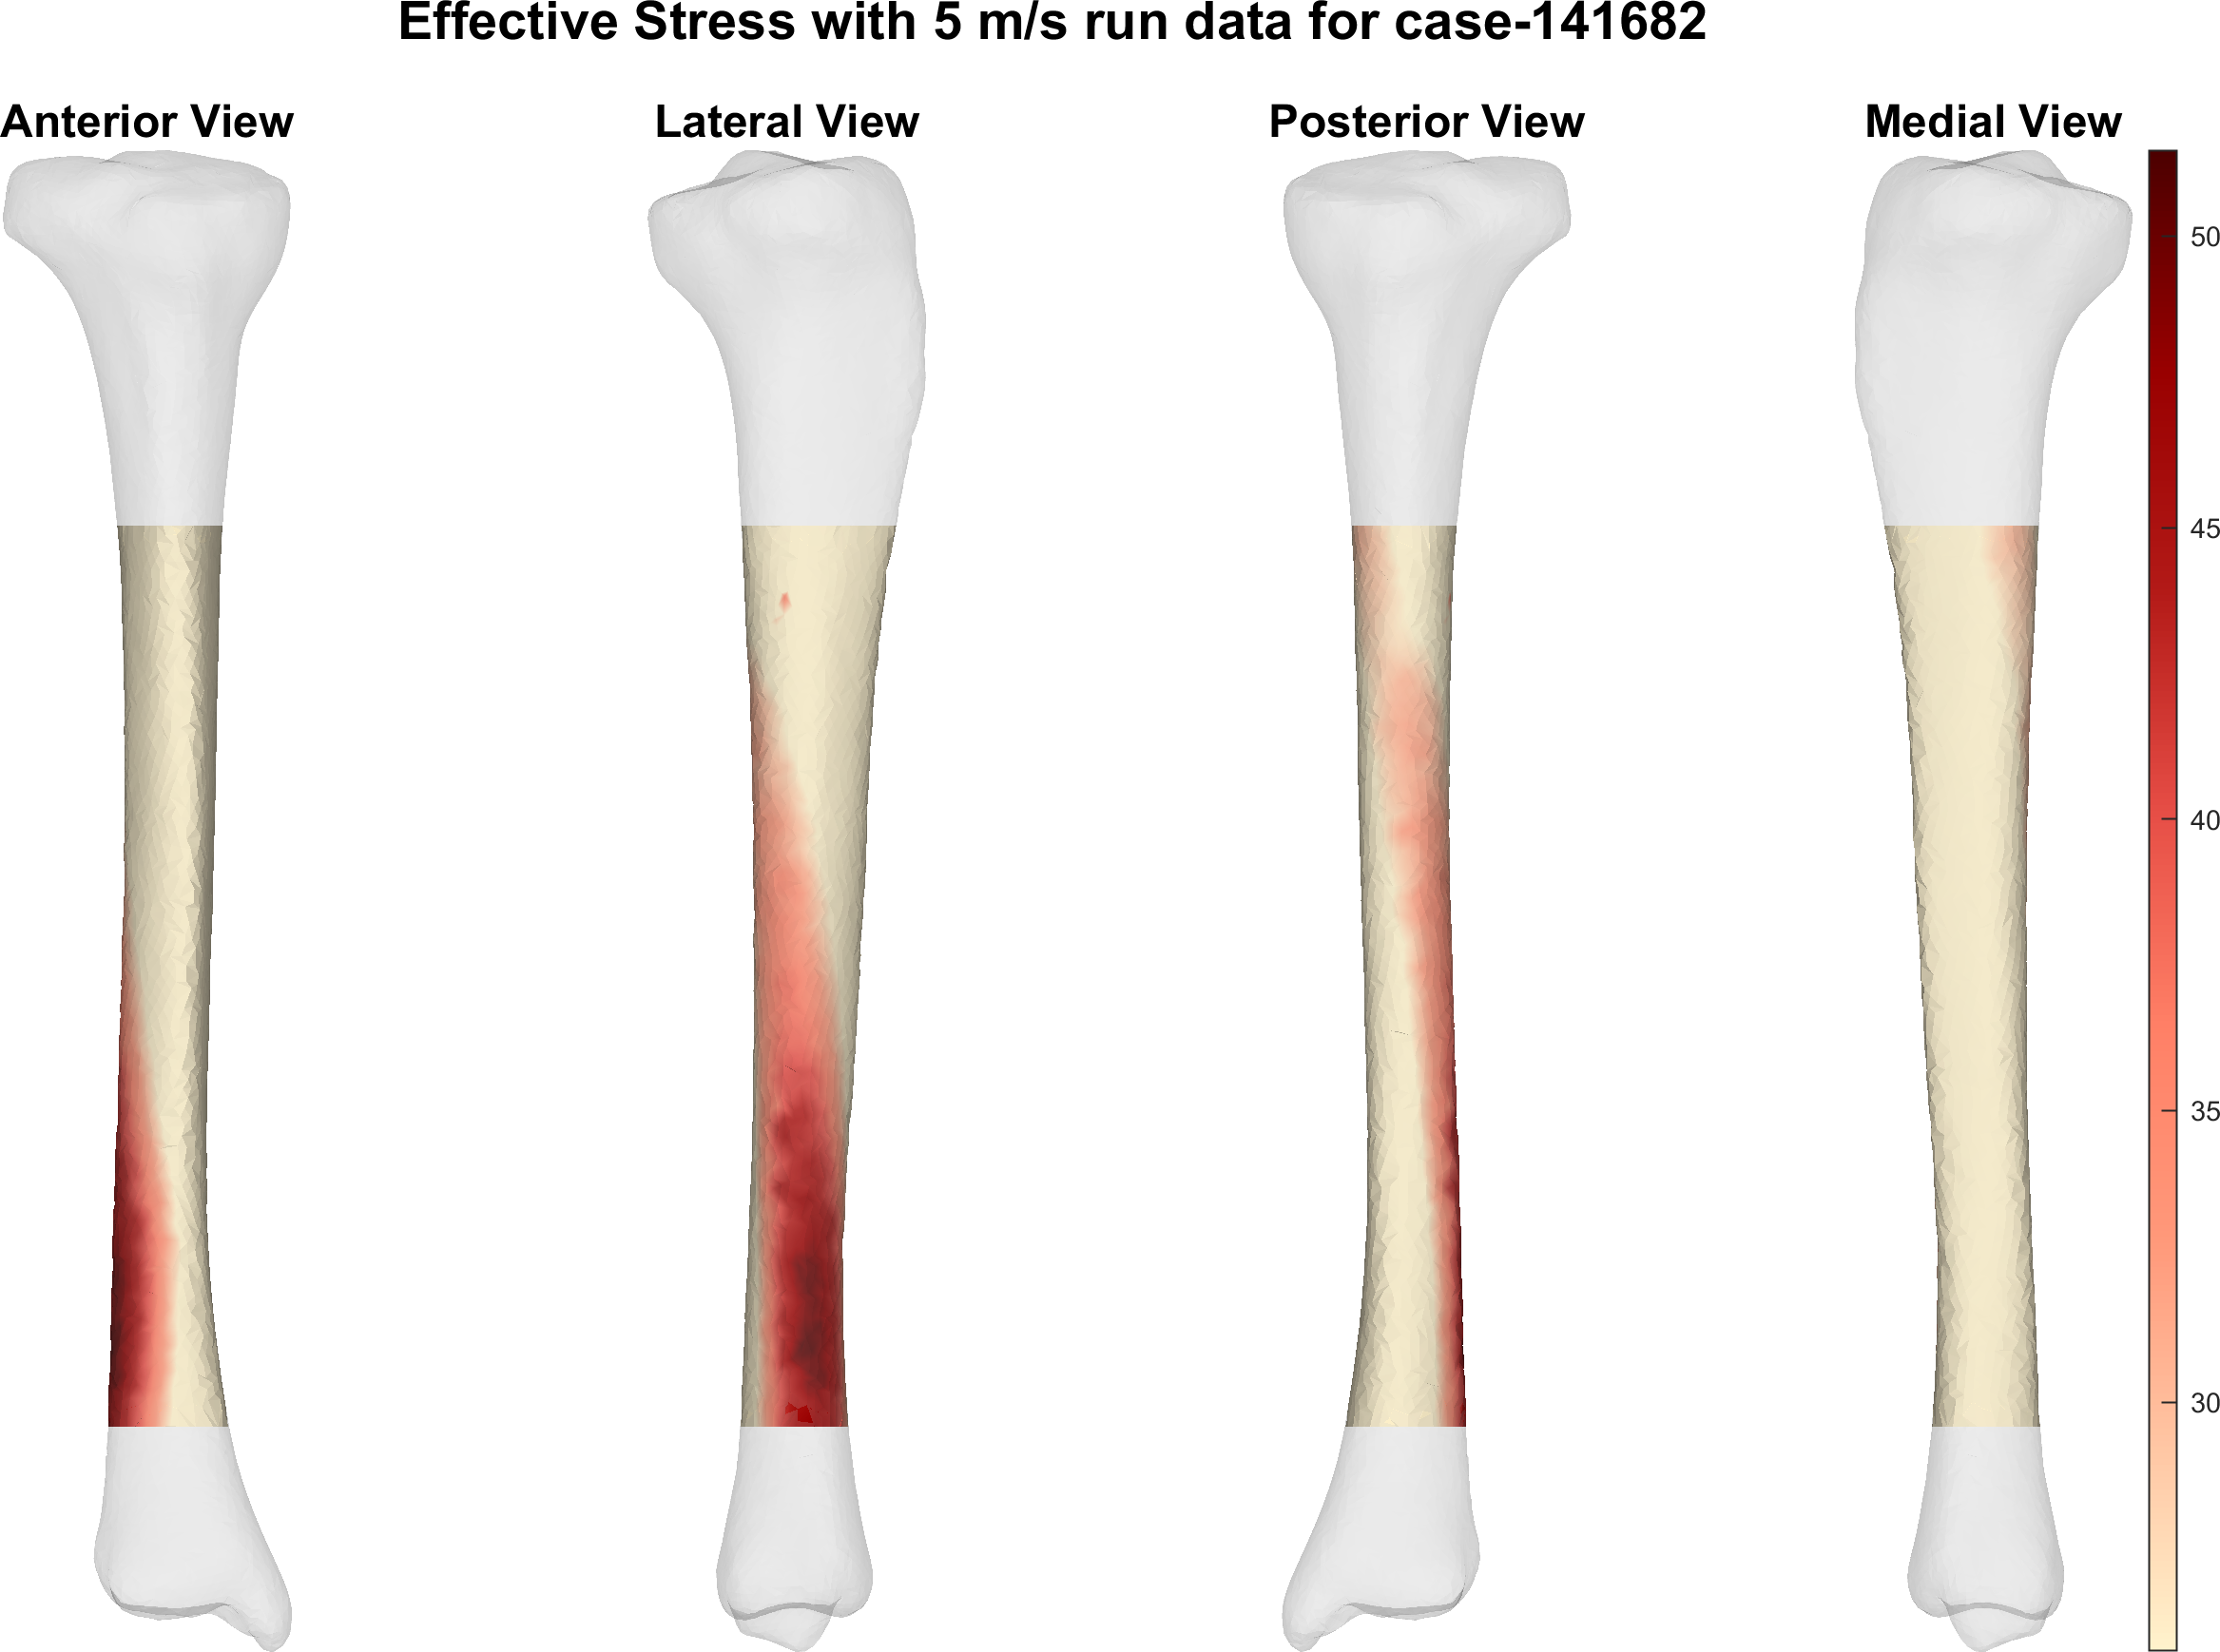 Effective Stress with 5 m/s run data for case-141682
Anterior View
Lateral View
Posterior View
Medial View
50
45
40
35
30